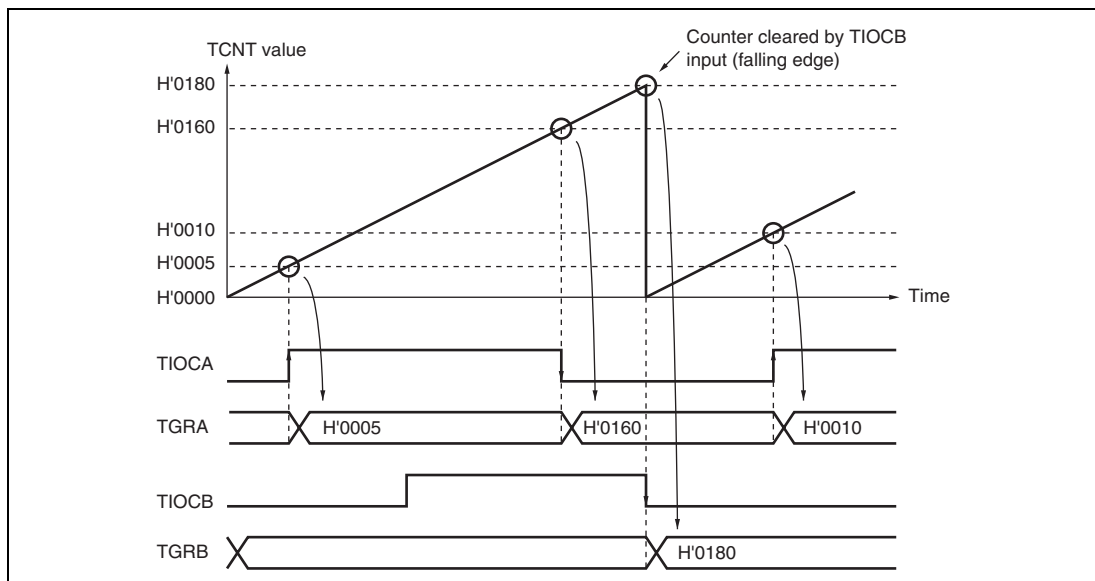 Counter cleared by TIOCB
input (falling edge)
TCNT value
H'0180
H'0160
H'0010
H'0005
H'0000
Time
TIOCA
TGRA
H'0005
H'0160
H'0010
TIOCB
TGRB
H'0180